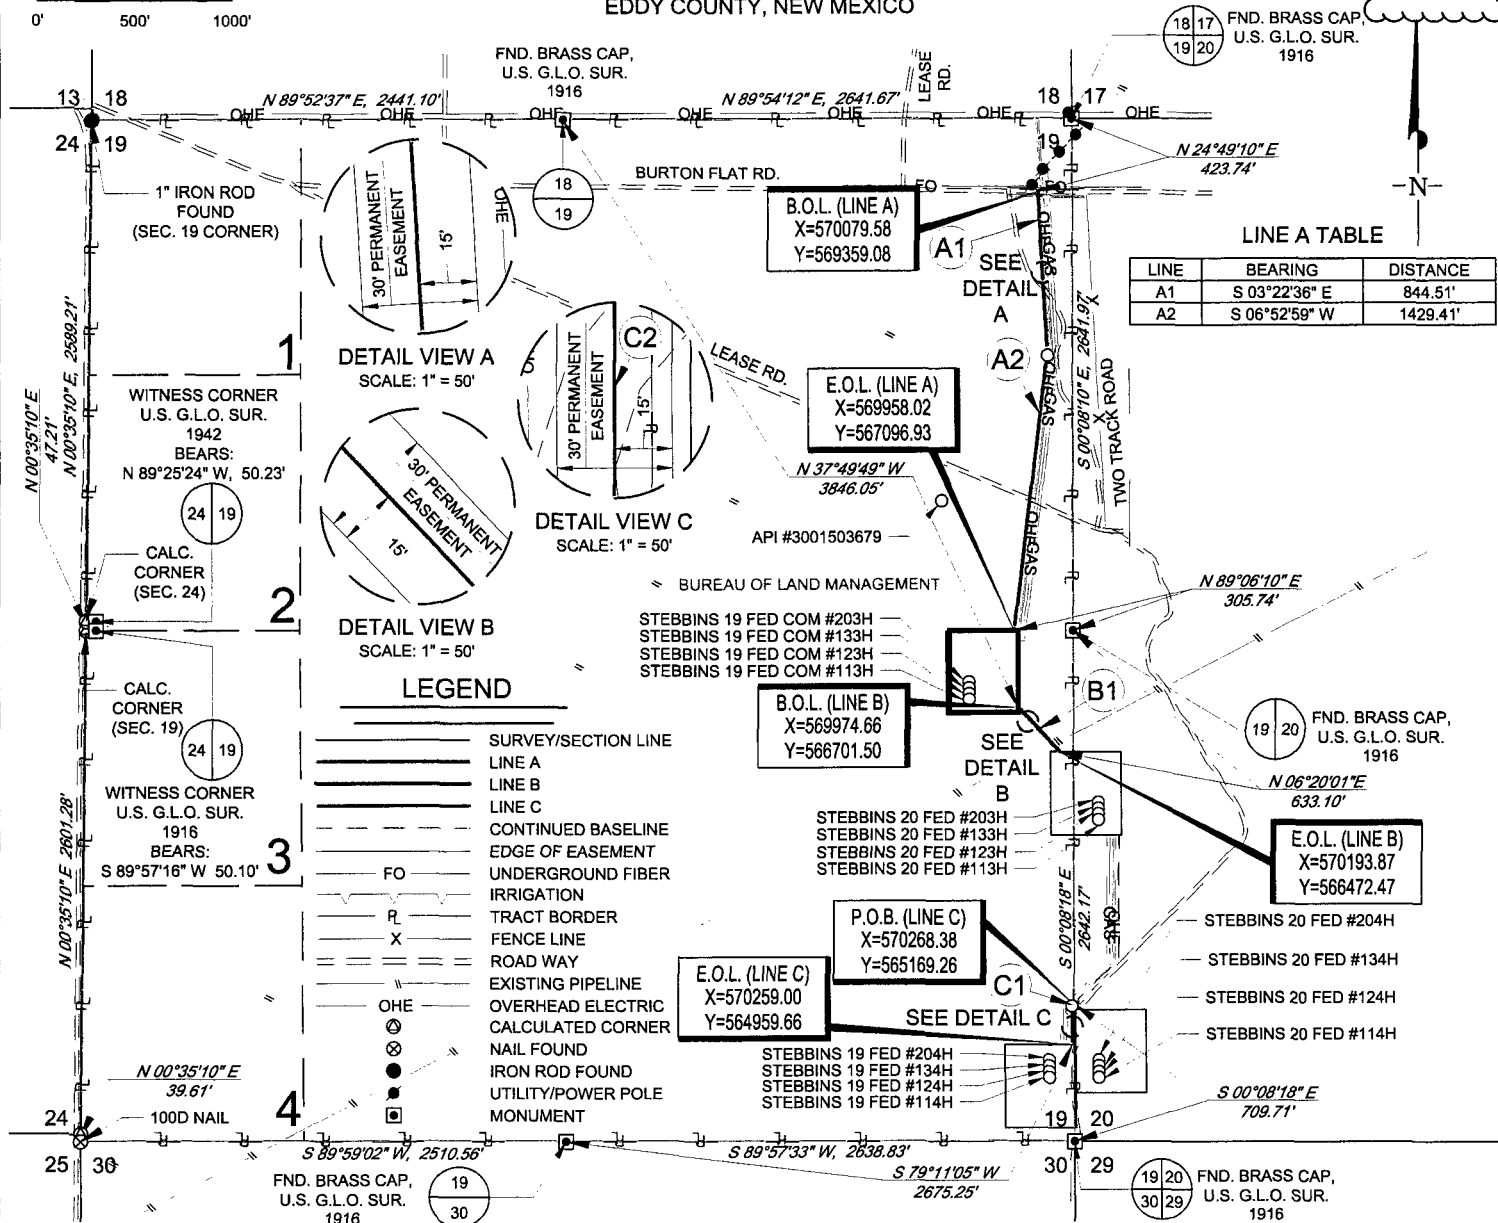 EDDY COUNTY, NEW MEXICO
0' 500' 1000'
FND. BRASS CAP,
U.S. G.L.O. SUR.
1916
18 17
19 20
FND. BRASS CAP,
U.S. G.L.O. SUR.
1916
13 18
24 19
N 89°52'37" E, 2441.10'
OHE OHE OHE
N 89°54'12" E, 2641.67'
OHE OHE OHE OHE
LEASE
RD.
18 17
19
N 24°49'10" E
423.74'
-N-
1" IRON ROD
FOUND
(SEC. 19 CORNER)
18
19
BURTON FLAT RD.
FO FO
B.O.L. (LINE A)
X=570079.58
Y=569359.08
A1
SEE
DETAIL
A
OHEGAS
LINE A TABLE
LINE BEARING DISTANCE
A1 S 03°22'36" E 844.51'
A2 S 06°52'59" W 1429.41'
30' PERMANENT
EASEMENT
15'
OHE
DETAIL VIEW A
SCALE: 1" = 50'
1
N 00°35'10" E, 2589.21'
N 00°35'10" E
47.21'
WITNESS CORNER
U.S. G.L.O. SUR.
1942
BEARS:
N 89°25'24" W, 50.23'
24 19
CALC.
CORNER
(SEC. 24)
2
30' PERMANENT
EASEMENT
15'
DETAIL VIEW B
SCALE: 1" = 50'
C2
30' PERMANENT
EASEMENT
15'
DETAIL VIEW C
SCALE: 1" = 50'
LEASE RD.
A2
OHEGAS
S 00°08'10" E, 2641.97'
X
X
TWO TRACK ROAD
E.O.L. (LINE A)
X=569958.02
Y=567096.93
N 37°49'49" W
3846.05'
OHEGAS
API #3001503679
BUREAU OF LAND MANAGEMENT
N 89°06'10" E
305.74'
STEBBINS 19 FED COM #203H
STEBBINS 19 FED COM #133H
STEBBINS 19 FED COM #123H
STEBBINS 19 FED COM #113H
B.O.L. (LINE B)
X=569974.66
Y=566701.50
B1
SEE
DETAIL
B
19 20
FND. BRASS CAP,
U.S. G.L.O. SUR.
1916
N 06°20'01"E
633.10'
E.O.L. (LINE B)
X=570193.87
Y=566472.47
STEBBINS 20 FED #203H
STEBBINS 20 FED #133H
STEBBINS 20 FED #123H
STEBBINS 20 FED #113H
CALC.
CORNER
(SEC. 19)
24 19
WITNESS CORNER
U.S. G.L.O. SUR.
1916
BEARS:
S 89°57'16" W 50.10'
3
N 00°35'10" E 2601.28'
LEGEND
SURVEY/SECTION LINE
LINE A
LINE B
LINE C
CONTINUED BASELINE
EDGE OF EASEMENT
FO UNDERGROUND FIBER
IRRIGATION
PL TRACT BORDER
X FENCE LINE
ROAD WAY
EXISTING PIPELINE
OHE OVERHEAD ELECTRIC
CALCULATED CORNER
NAIL FOUND
IRON ROD FOUND
UTILITY/POWER POLE
MONUMENT
S 00°08'18" E
2642.17'
P.O.B. (LINE C)
X=570268.38
Y=565169.26
C1
E.O.L. (LINE C)
X=570259.00
Y=564959.66
SEE DETAIL C
STEBBINS 20 FED #204H
STEBBINS 20 FED #134H
STEBBINS 20 FED #124H
STEBBINS 20 FED #114H
STEBBINS 19 FED #204H
STEBBINS 19 FED #134H
STEBBINS 19 FED #124H
STEBBINS 19 FED #114H
S 00°08'18" E
709.71'
N 00°35'10" E
39.61'
100D NAIL
4
24
25 30
S 89°59'02" W, 2510.56'
S 89°57'33" W, 2638.83'
S 79°11'05" W
2675.25'
19 20
30 29
FND. BRASS CAP,
U.S. G.L.O. SUR.
1916
19
30
19 20
30 29
FND. BRASS CAP,
U.S. G.L.O. SUR.
1916